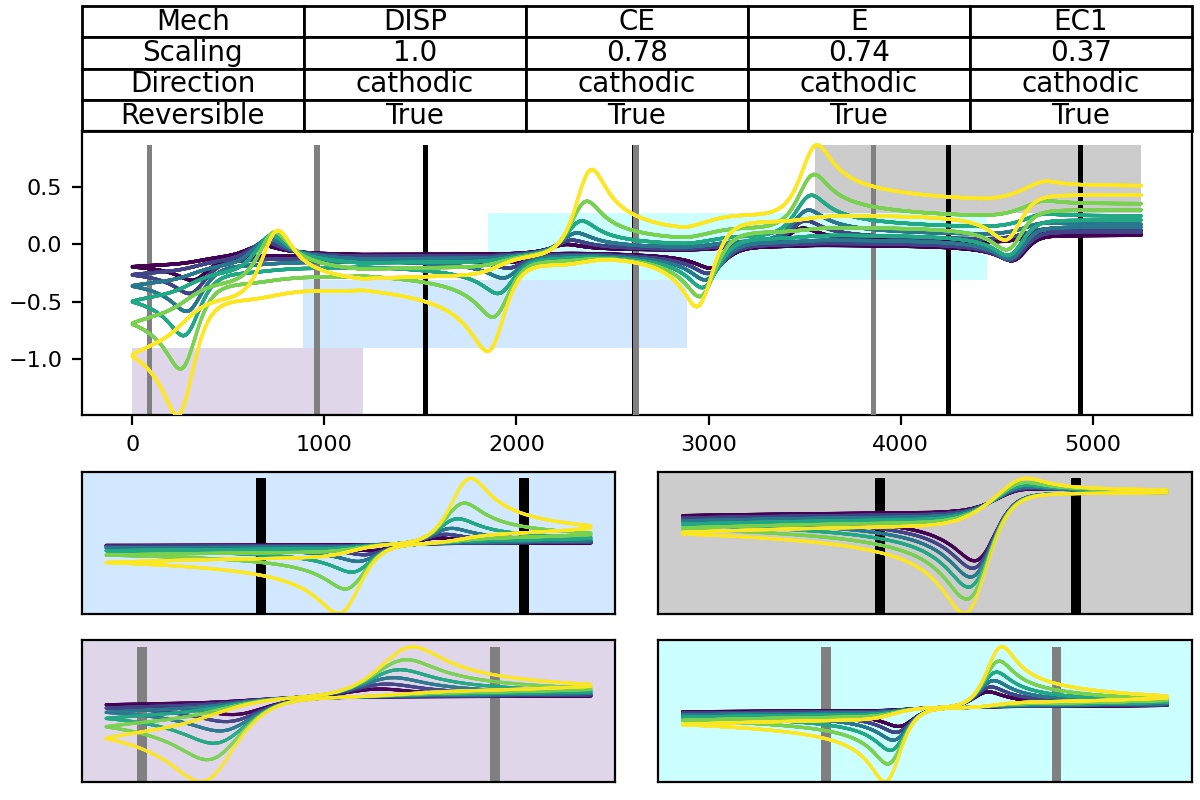 Mech DISP CE E EC1
Scaling 1.0 0.78 0.74 0.37
Direction cathodic cathodic cathodic cathodic
Reversible True True True True
0.5
0.0
−0.5
−1.0
0 1000 2000 3000 4000 5000